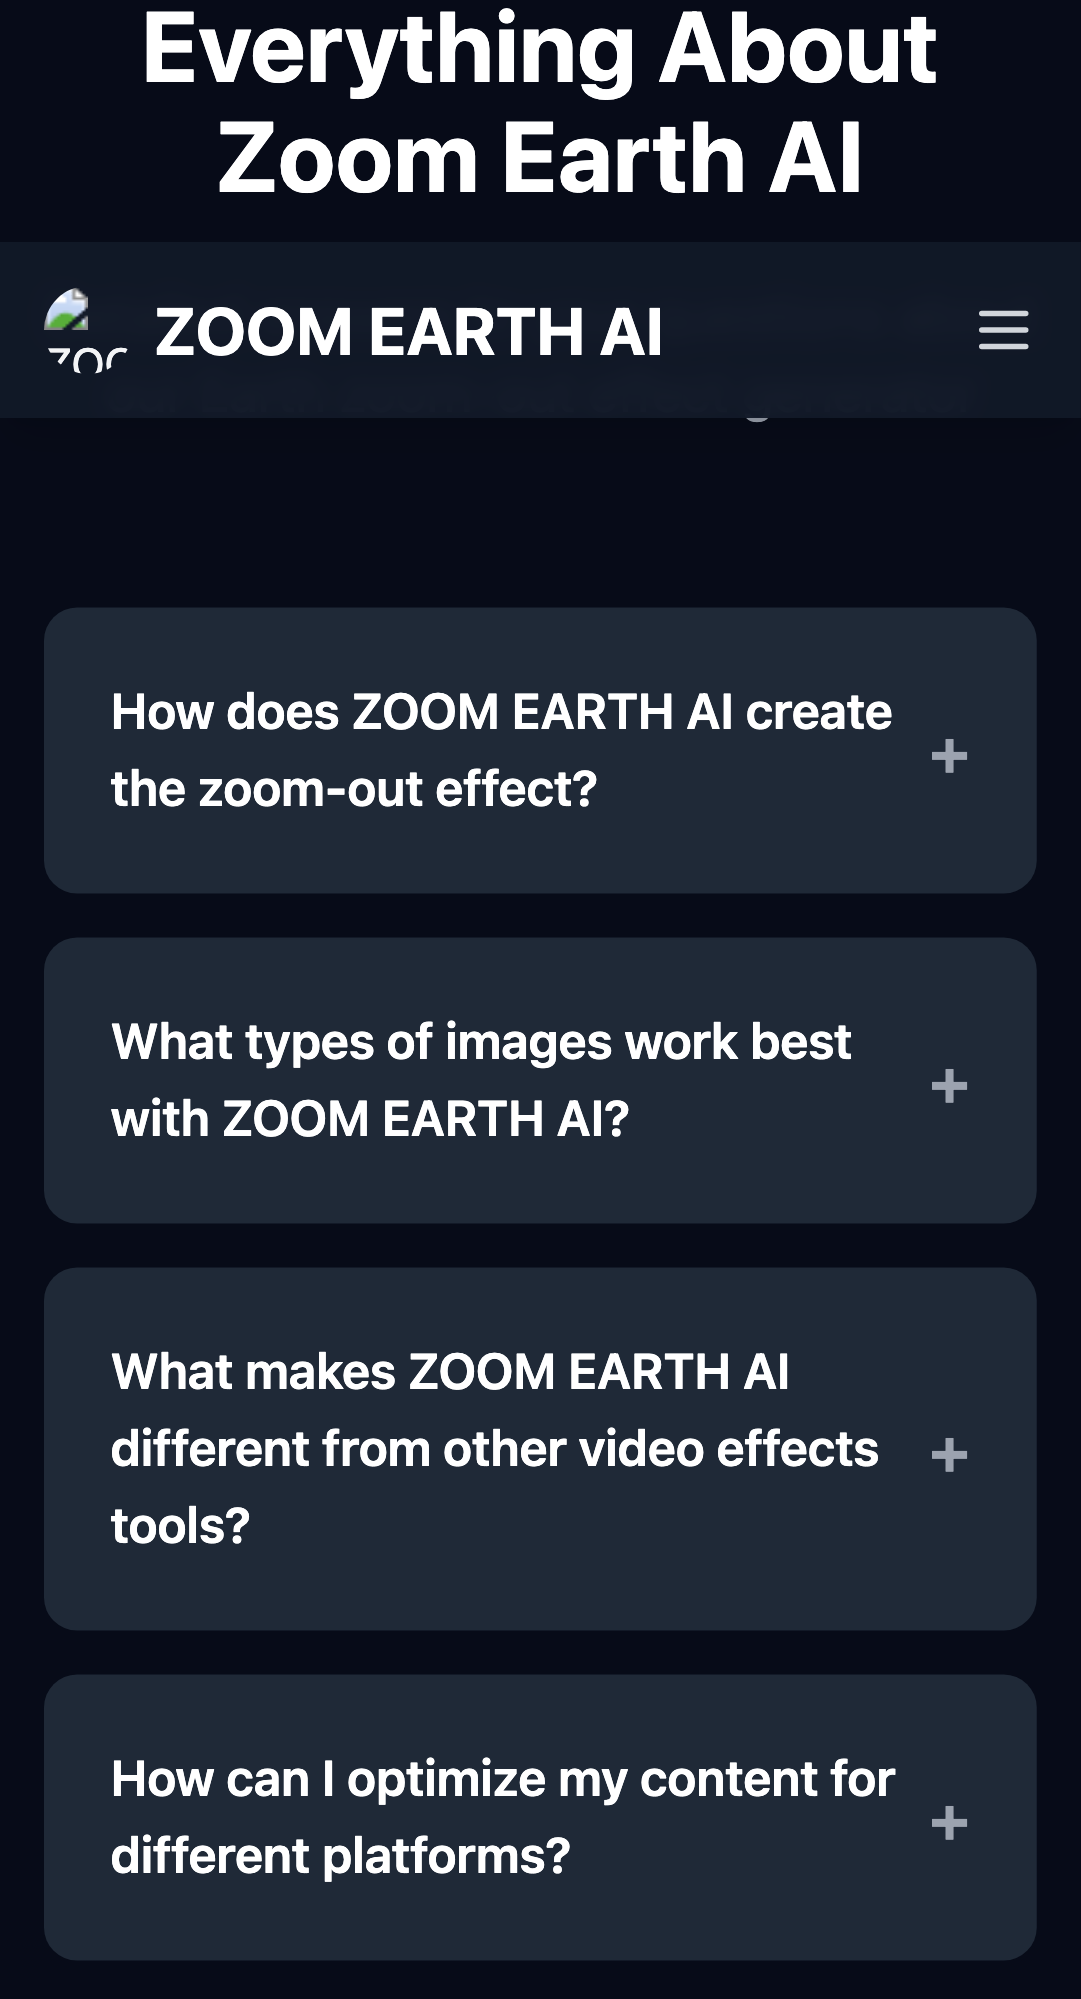 Everything About
Zoom Earth AI
ZOOM EARTH AI
How does ZOOM EARTH AI create
the zoom-out effect?
What types of images work best
with ZOOM EARTH AI?
What makes ZOOM EARTH AI
different from other video effects
tools?
How can I optimize my content for
different platforms?